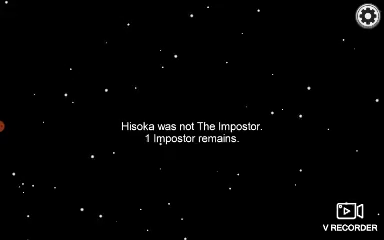 Hisoka was not The Impostor.
1 Impostor remains.
V RECORDER